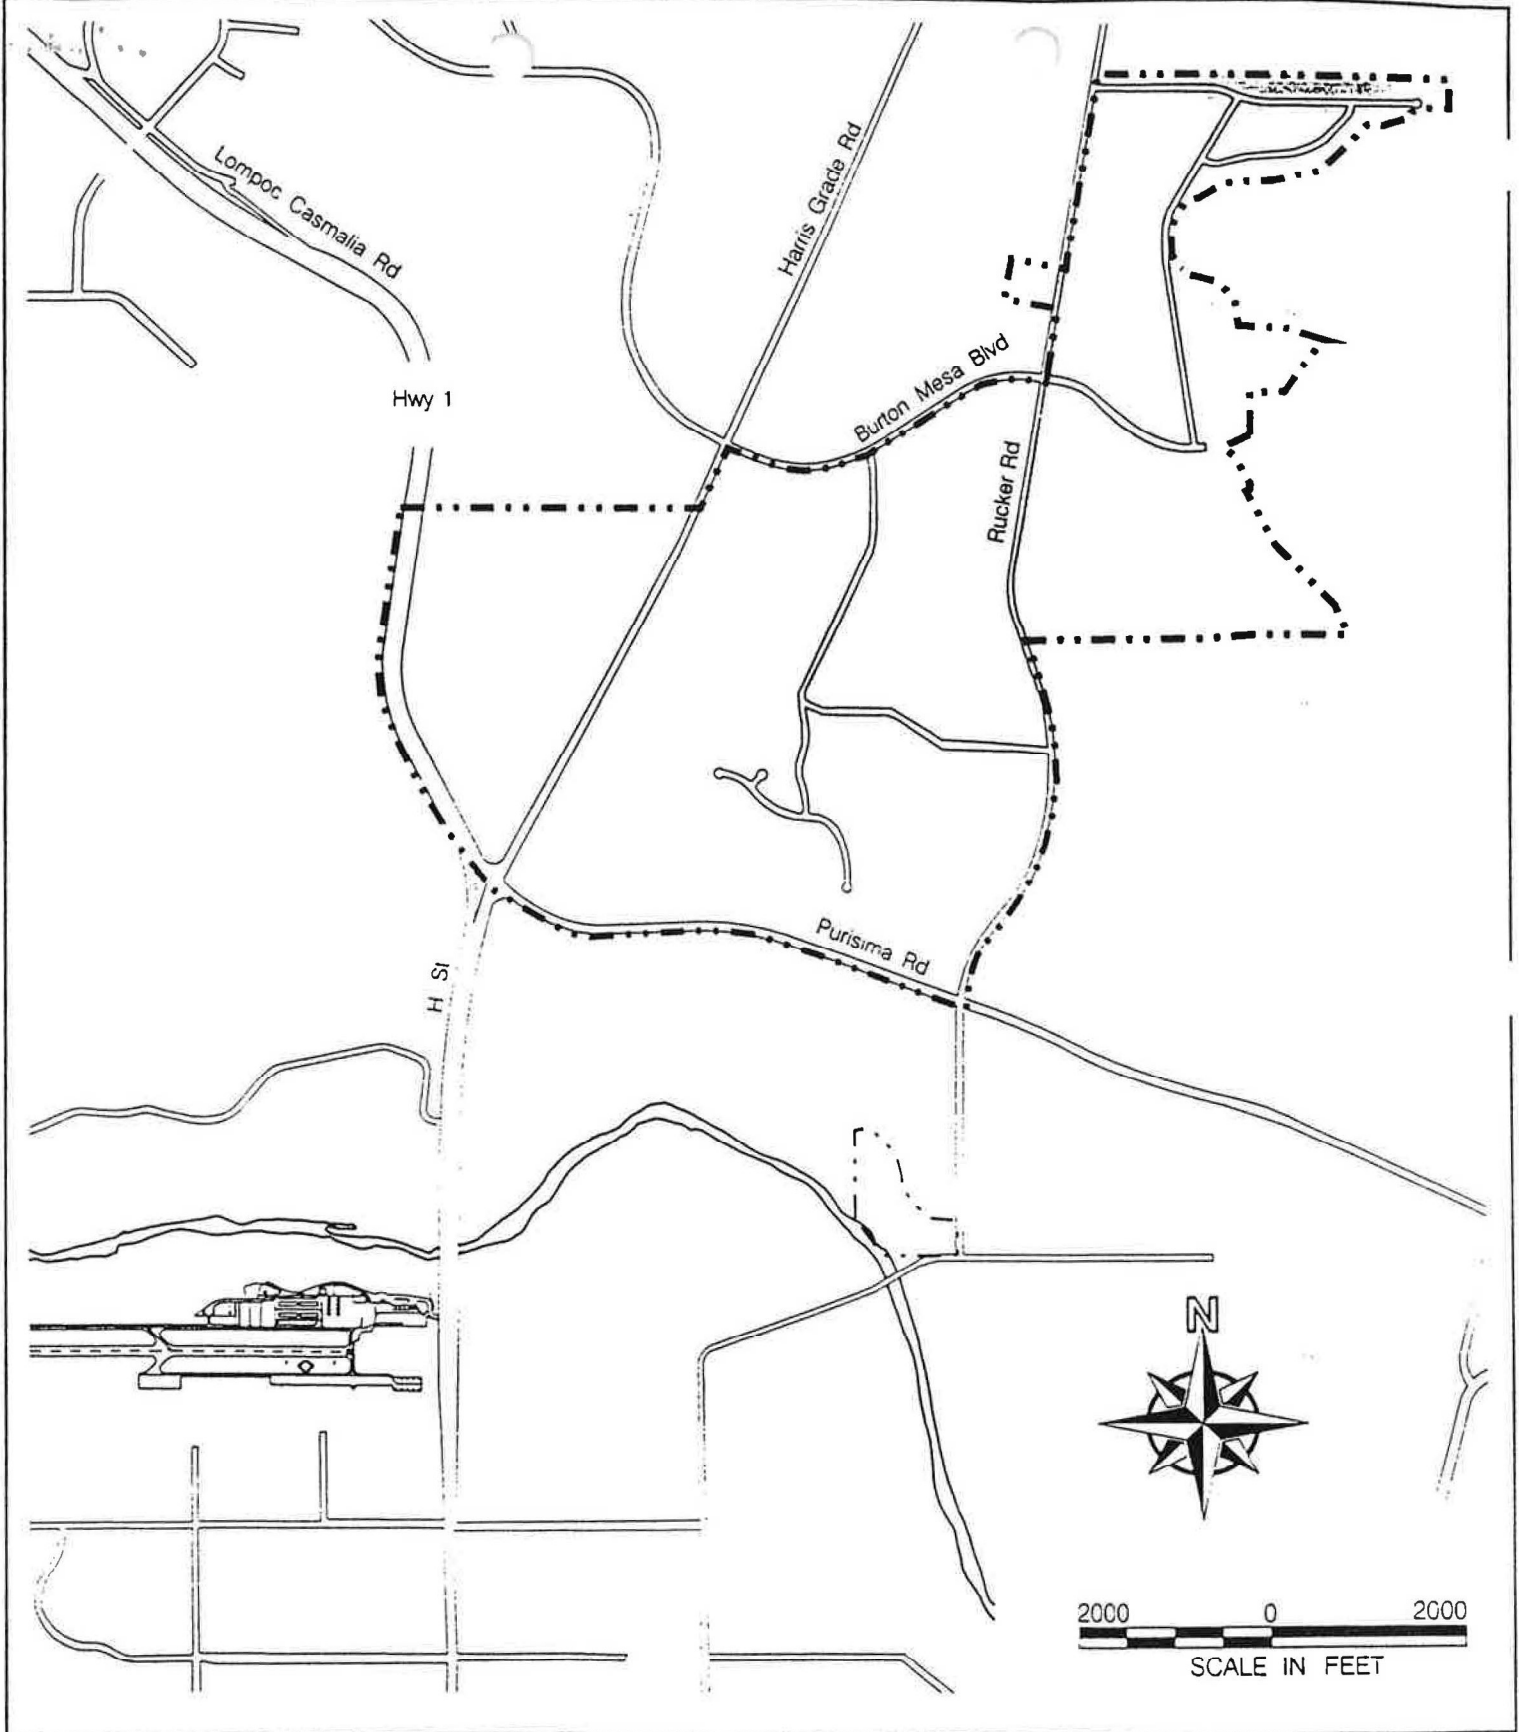 Lompoc Casmalia Rd
Harris Grade Rd
Burton Mesa Blvd
Hwy 1
Rucker Rd
Purisima Rd
H St
N
2000 0 2000
SCALE IN FEET